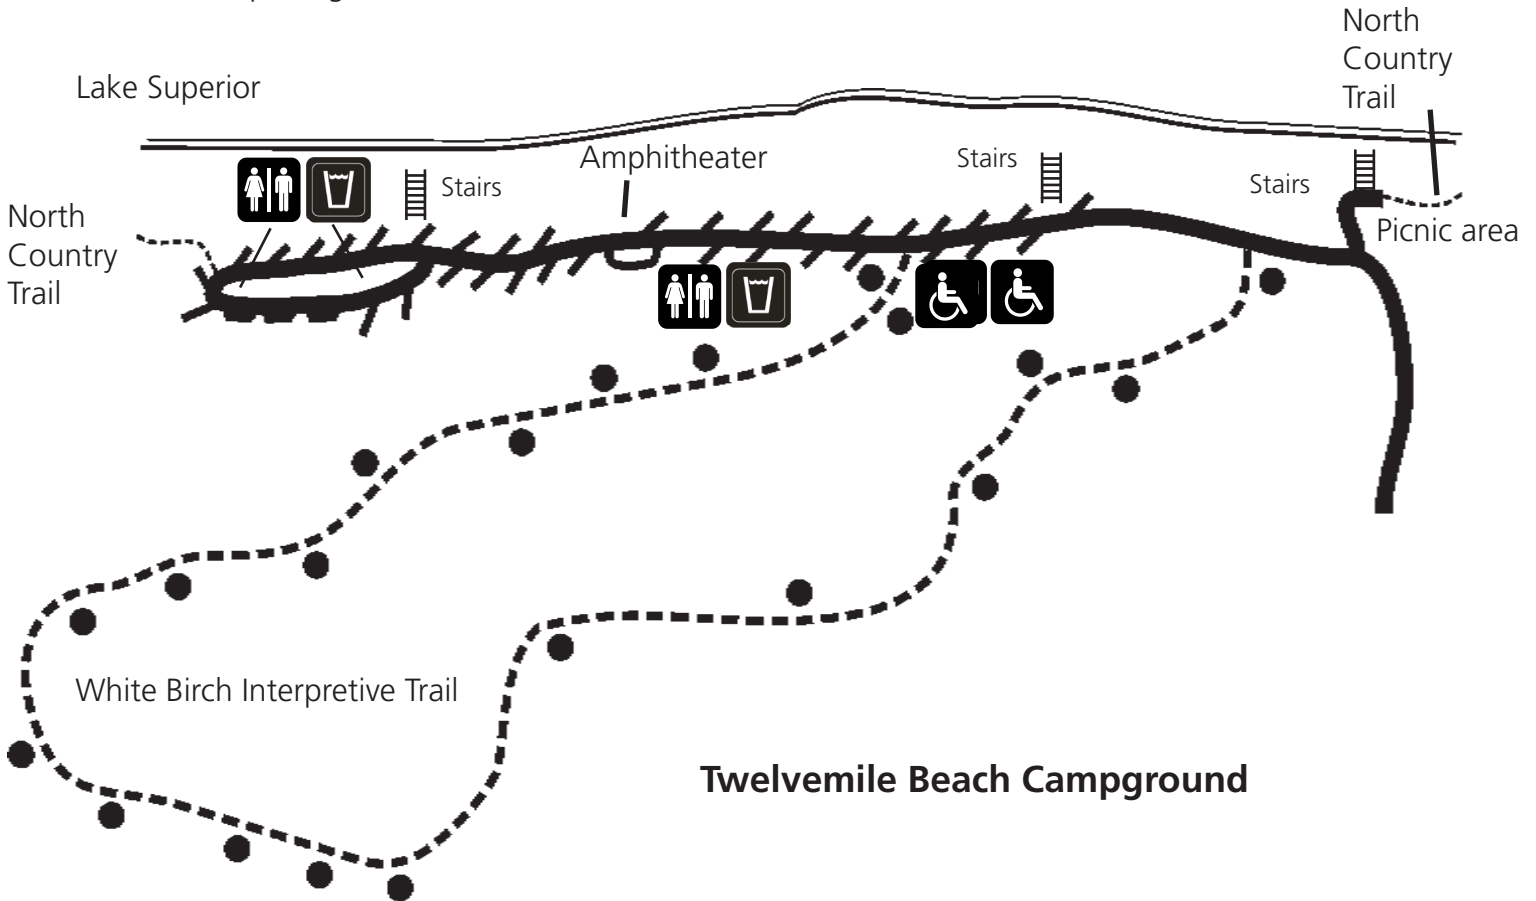 North
Country
Trail
Lake Superior
Amphitheater
Stairs
Stairs
Stairs
North
Country
Trail
Picnic area
White Birch Interpretive Trail
Twelvemile Beach Campground